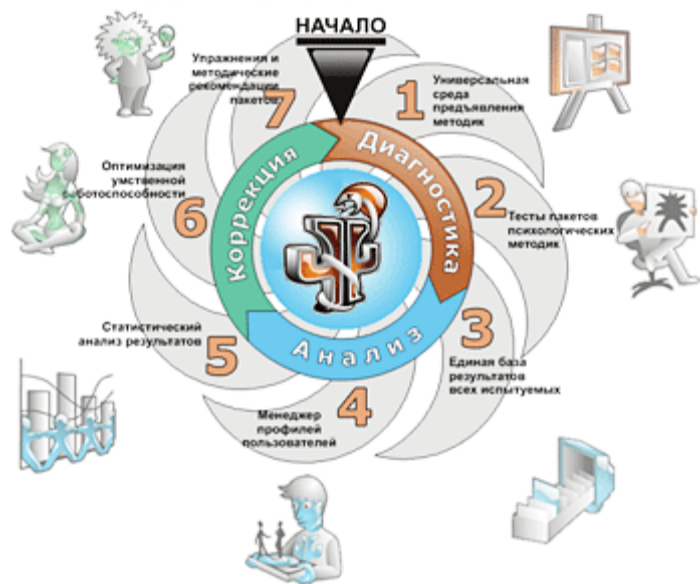 НАЧАЛО
1
Универсальная
среда
предъявления
методик
2
Тесты пакетов
психологических
методик
3
Единая база
результатов
всех испытуемых
4
Менеджер
профилей
пользователей
5
Статистический
анализ результатов
6
Оптимизация
умственной
работоспособности
7
Упражнения и
методические
рекомендации
пакетов
Диагностика
Анализ
Коррекция